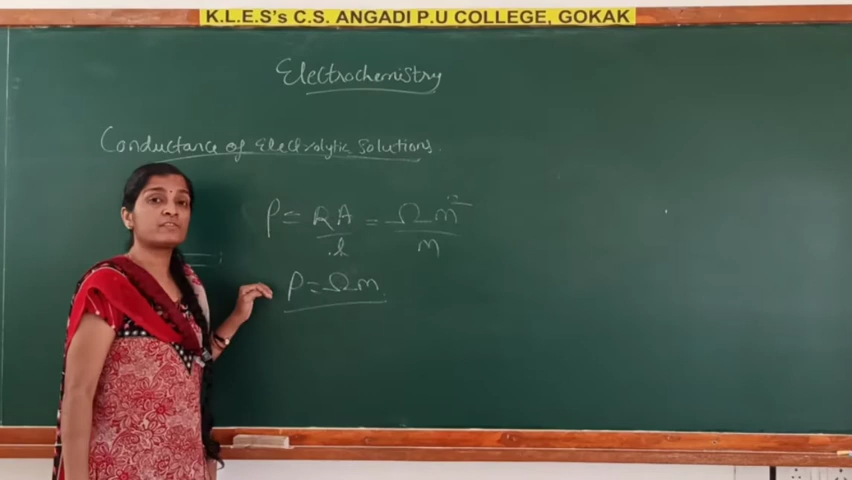 K.L.E.S's C.S. ANGADI P.U COLLEGE, GOKAK
Electrochemistry
Conductance of Electrolytic Solutions.
ρ = RA/l = Ωm²/m
ρ = Ωm.